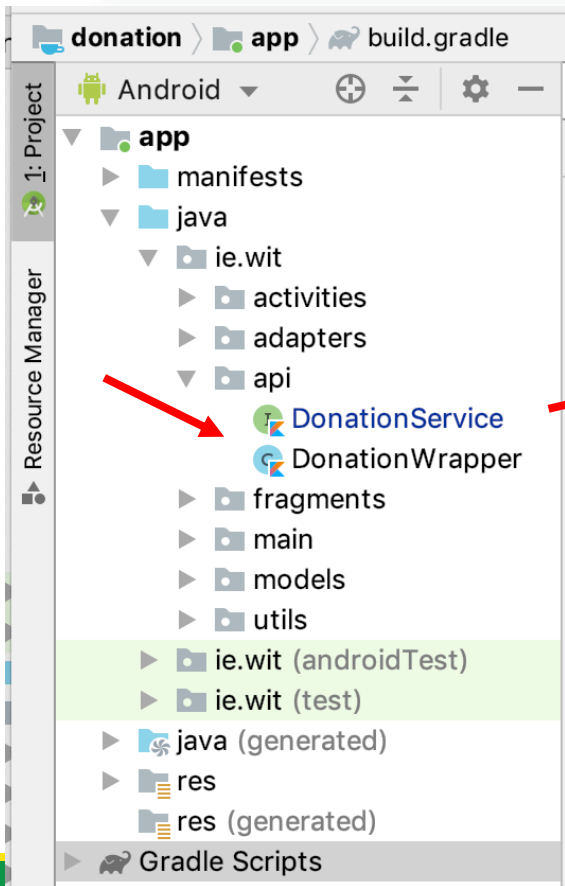 donation app build.gradle
Android
1: Project
Resource Manager
app
manifests
java
ie.wit
activities
adapters
api
I DonationService
C DonationWrapper
fragments
main
models
utils
ie.wit (androidTest)
ie.wit (test)
java (generated)
res
res (generated)
Gradle Scripts